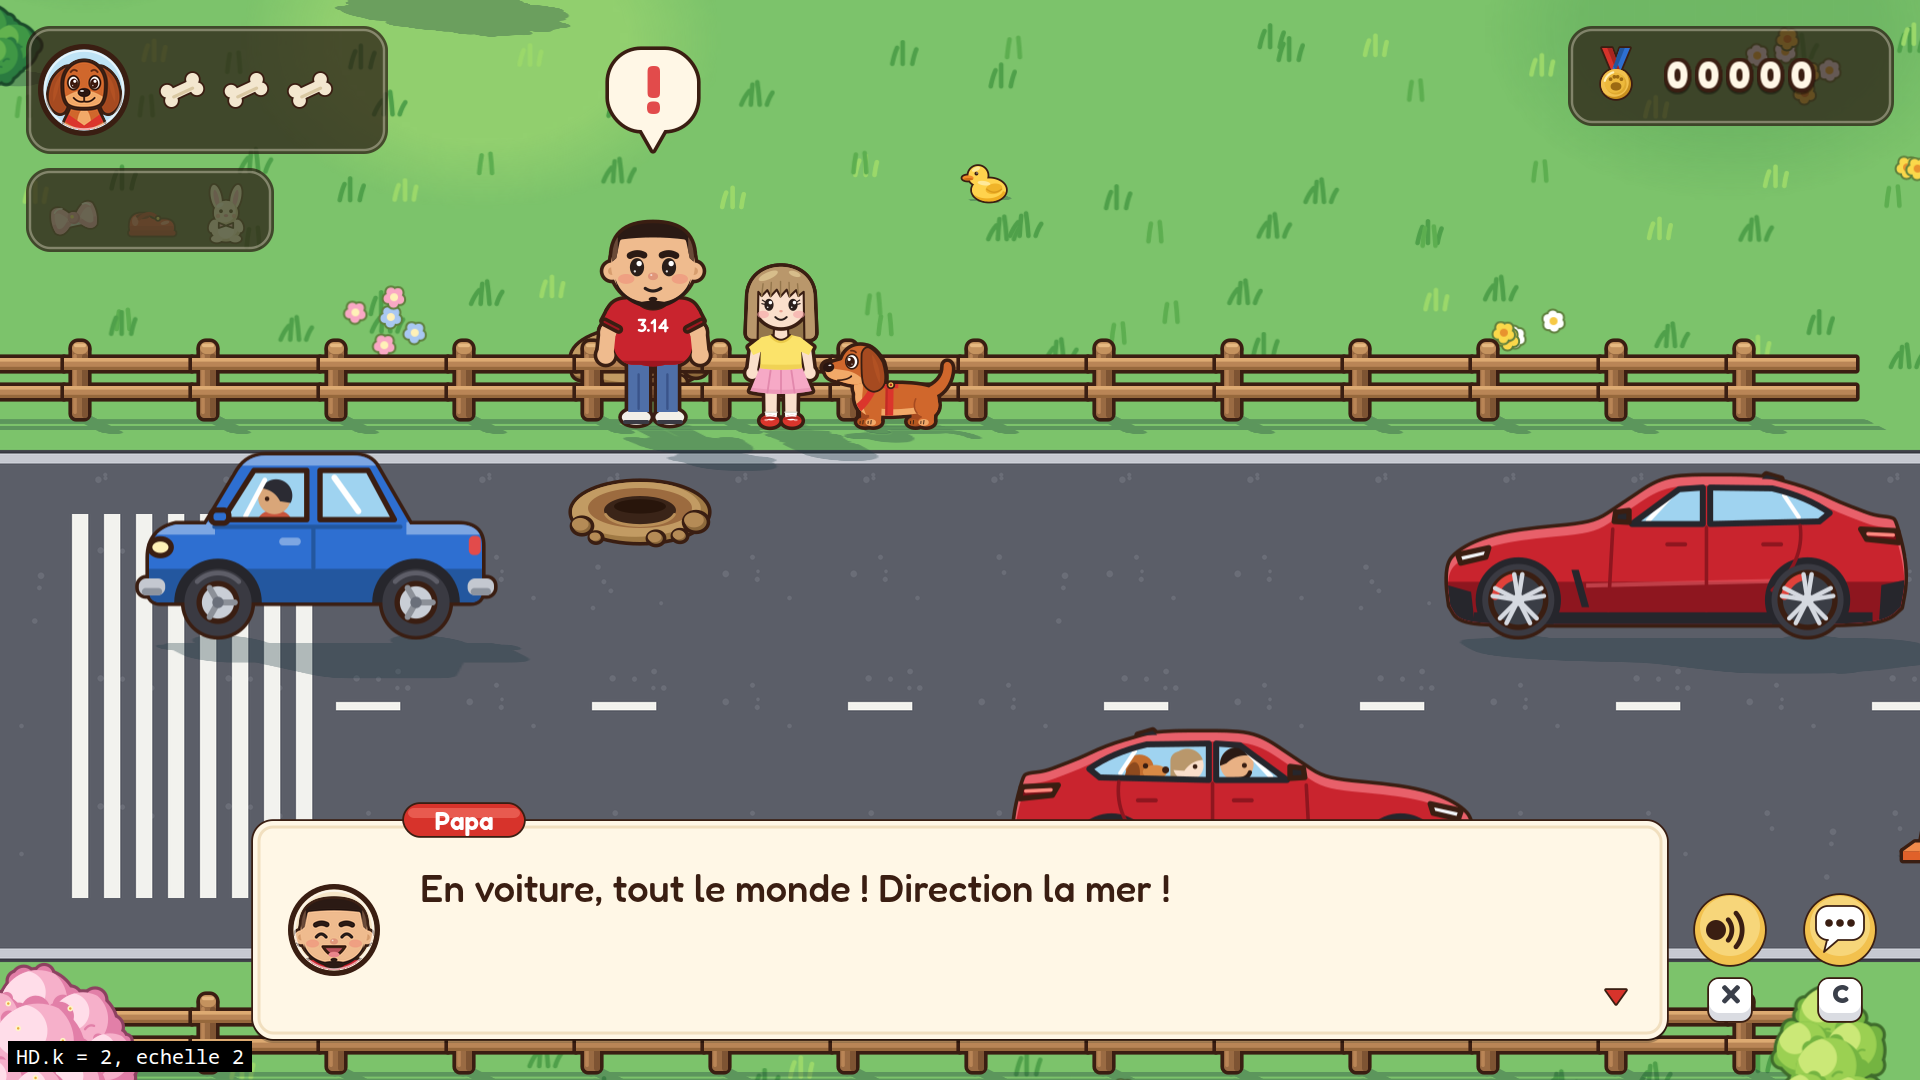 !
00000
3.14
Papa
En voiture, tout le monde ! Direction la mer !
X
C
HD.k = 2, echelle 2